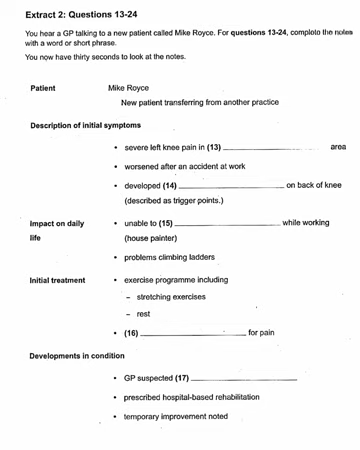 Extract 2: Questions 13-24
You hear a GP talking to a new patient called Mike Royce. For questions 13-24, complete the notes
with a word or short phrase.
You now have thirty seconds to look at the notes.
Patient Mike Royce
New patient transferring from another practice
Description of initial symptoms
• severe left knee pain in (13) ____________________ area
• worsened after an accident at work
• developed (14) ____________________ on back of knee
(described as trigger points.)
Impact on daily • unable to (15) ____________________ while working
life (house painter)
• problems climbing ladders
Initial treatment • exercise programme including
– stretching exercises
– rest
• (16) ____________________ for pain
Developments in condition
• GP suspected (17) ____________________
• prescribed hospital-based rehabilitation
• temporary improvement noted